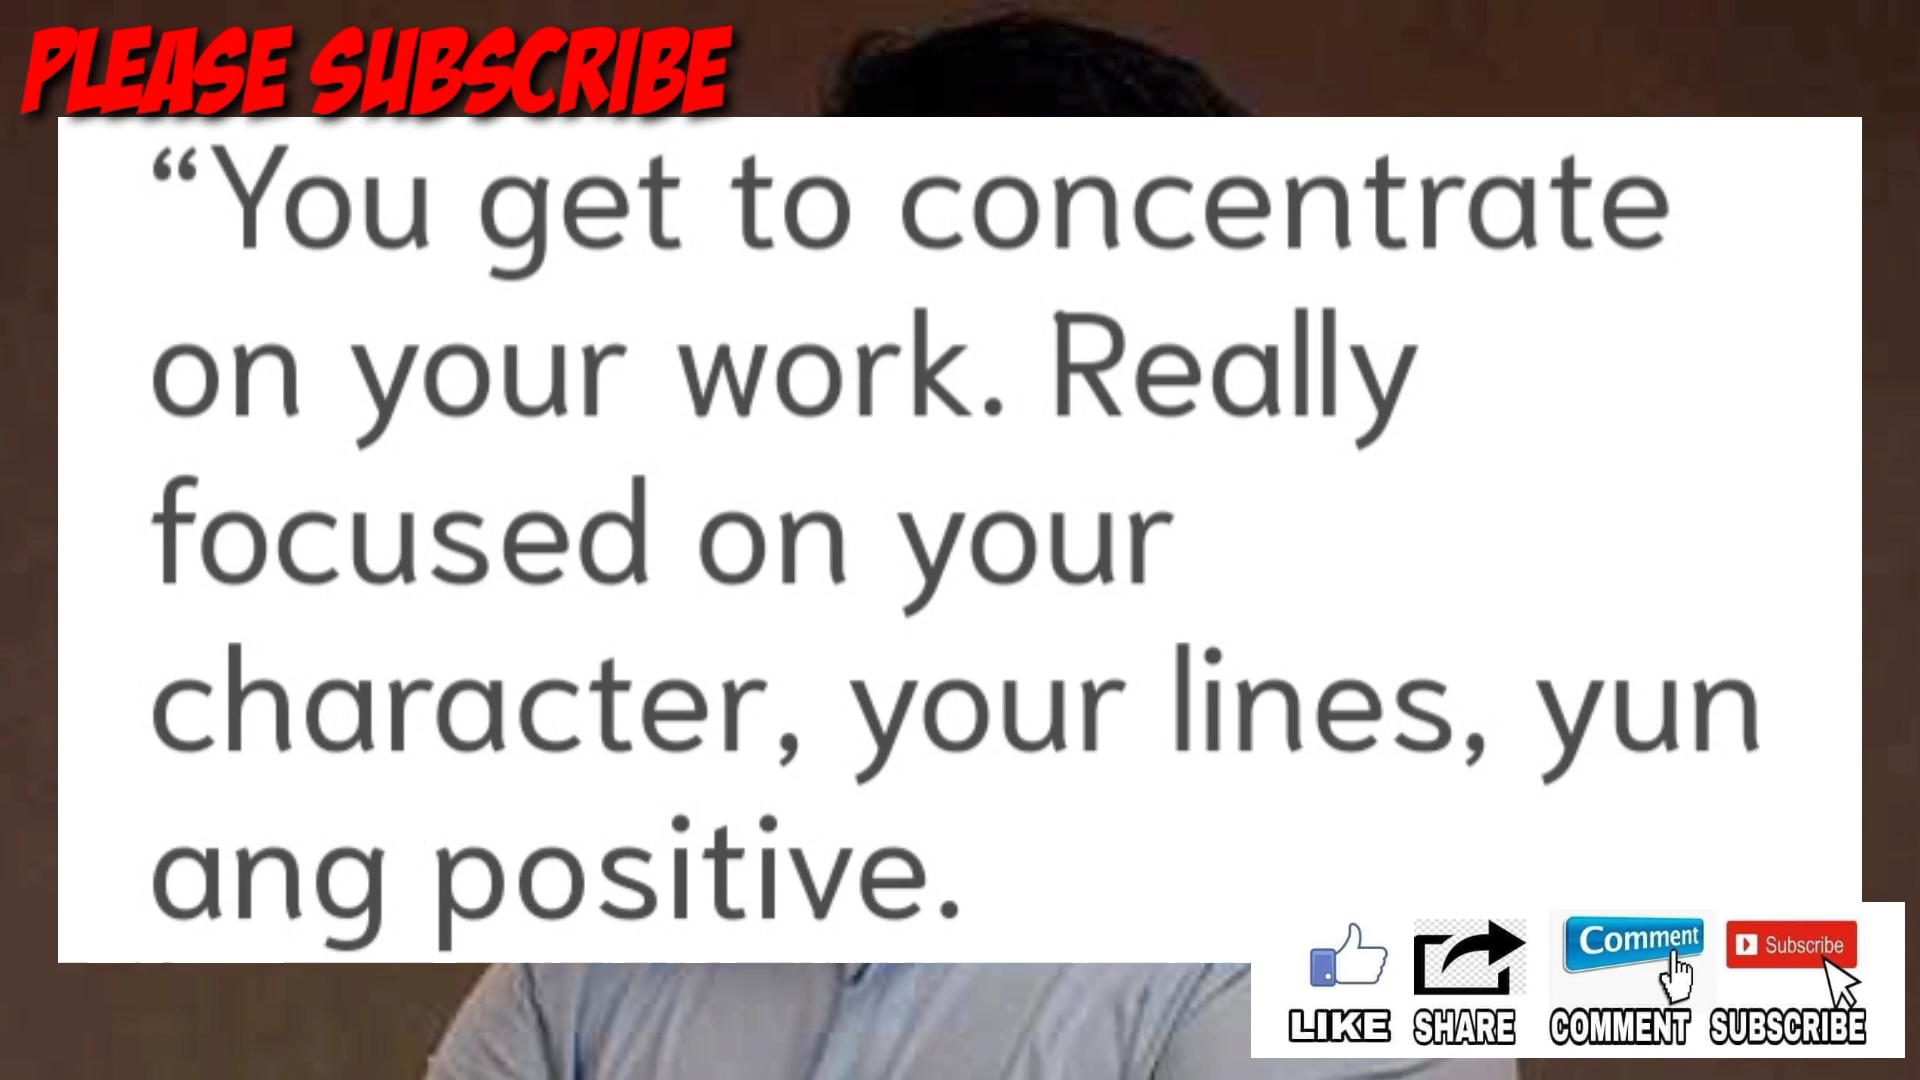 PLEASE SUBSCRIBE
“You get to concentrate
on your work. Really
focused on your
character, your lines, yun
ang positive.
Comment
Subscribe
LIKE SHARE COMMENT SUBSCRIBE